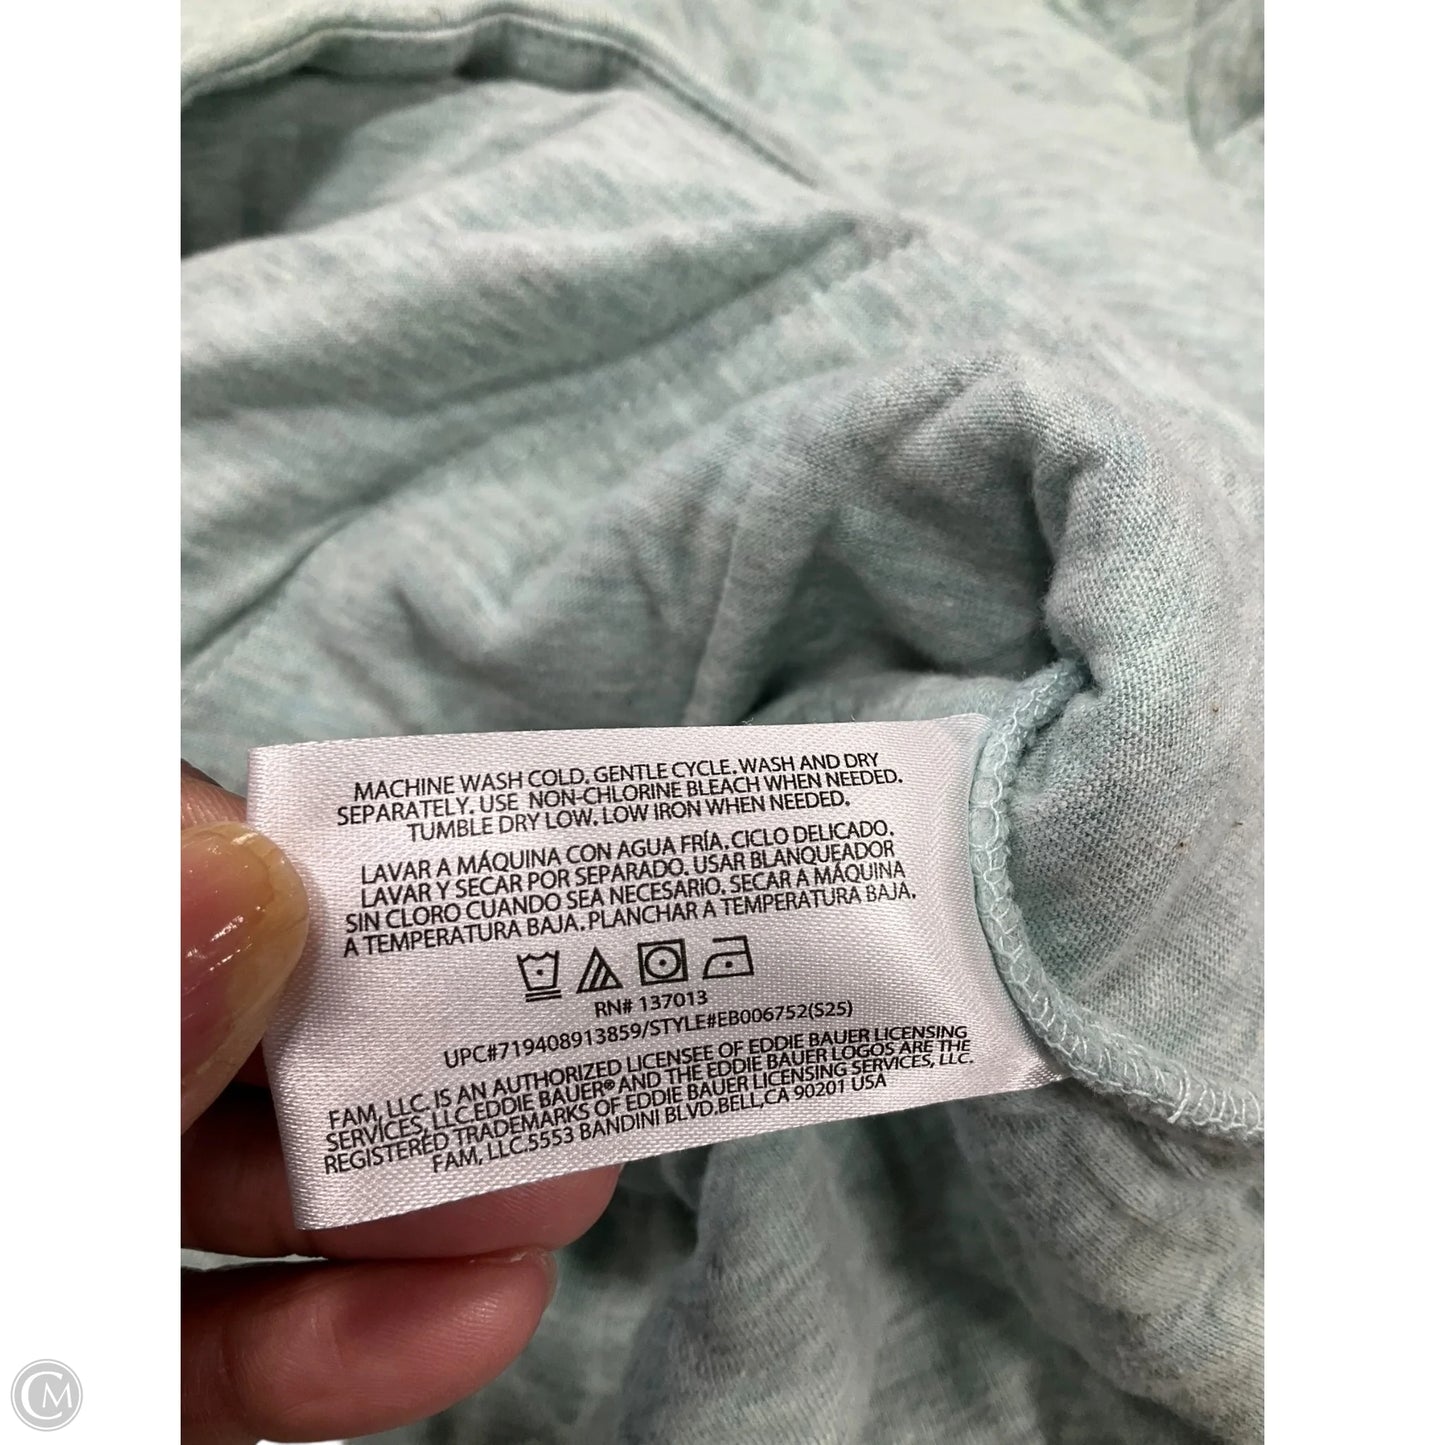 MACHINE WASH COLD. GENTLE CYCLE. WASH AND DRY
SEPARATELY. USE NON-CHLORINE BLEACH WHEN NEEDED.
TUMBLE DRY LOW. LOW IRON WHEN NEEDED.
LAVAR A MÁQUINA CON AGUA FRÍA. CICLO DELICADO.
LAVAR Y SECAR POR SEPARADO. USAR BLANQUEADOR
SIN CLORO CUANDO SEA NECESARIO. SECAR A MÁQUINA
A TEMPERATURA BAJA. PLANCHAR A TEMPERATURA BAJA.
RN# 137013
UPC#719408913859/STYLE#EB006752(S25)
FAM, LLC. IS AN AUTHORIZED LICENSEE OF EDDIE BAUER LICENSING
SERVICES, LLC.EDDIE BAUER® AND THE EDDIE BAUER LOGOS ARE THE
REGISTERED TRADEMARKS OF EDDIE BAUER LICENSING SERVICES, LLC.
FAM, LLC.5553 BANDINI BLVD.BELL,CA 90201 USA
CM